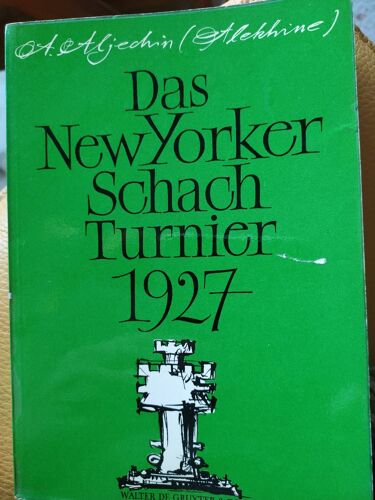 A. Aljechin (Alekhine)
Das
New Yorker
Schach
Turnier
1927
WALTER DE GRUYTER &